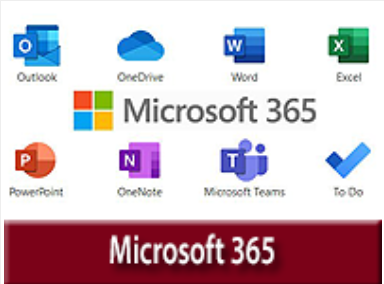 O W X
Outlook OneDrive Word Excel
Microsoft 365
P N T
PowerPoint OneNote Microsoft Teams To Do
Microsoft 365